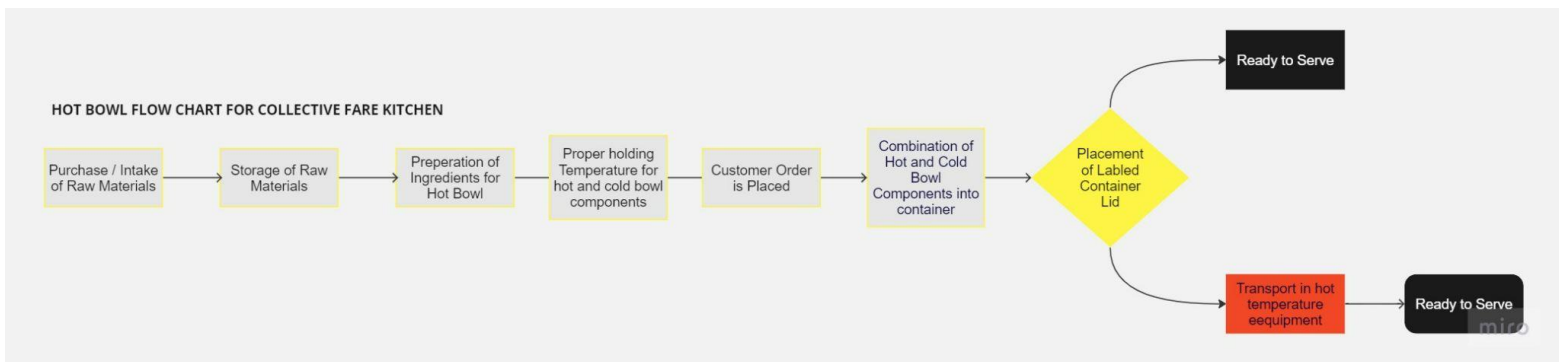 HOT BOWL FLOW CHART FOR COLLECTIVE FARE KITCHEN
Purchase / Intake
of Raw Materials
Storage of Raw
Materials
Preperation of
Ingredients for
Hot Bowl
Proper holding
Temperature for
hot and cold bowl
components
Customer Order
is Placed
Combination of
Hot and Cold
Bowl
Components into
container
Placement
of Labled
Container
Lid
Ready to Serve
Transport in hot
temperature
eequipment
Ready to Serve
miro